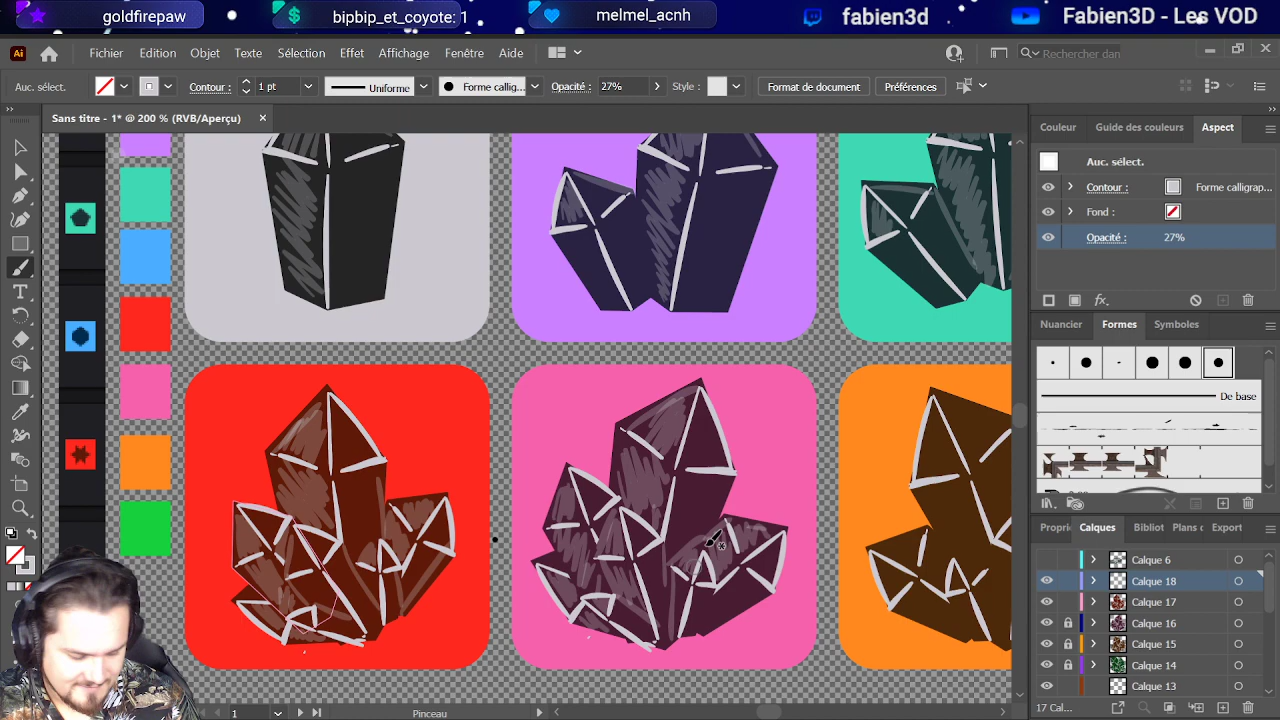 goldfirepaw
bipbip_et_coyote: 1
melmel_acnh
fabien3d
Fabien3D - Les VOD
Ai
Fichier Edition Objet Texte Sélection Effet Affichage Fenêtre Aide
Rechercher dan
Auc. sélect.
Contour :
1 pt
Uniforme
Forme callig...
Opacité :
27%
Style :
Format de document
Préférences
Sans titre - 1* @ 200 % (RVB/Aperçu)
Couleur Guide des couleurs Aspect
Auc. sélect.
Contour : Forme calligrap...
Fond :
Opacité : 27%
Nuancier Formes Symboles
De base
Proprié Calques Bibliot Plans d Export
Calque 6
Calque 18
Calque 17
Calque 16
Calque 15
Calque 14
Calque 13
17 Cal...
1
Pinceau